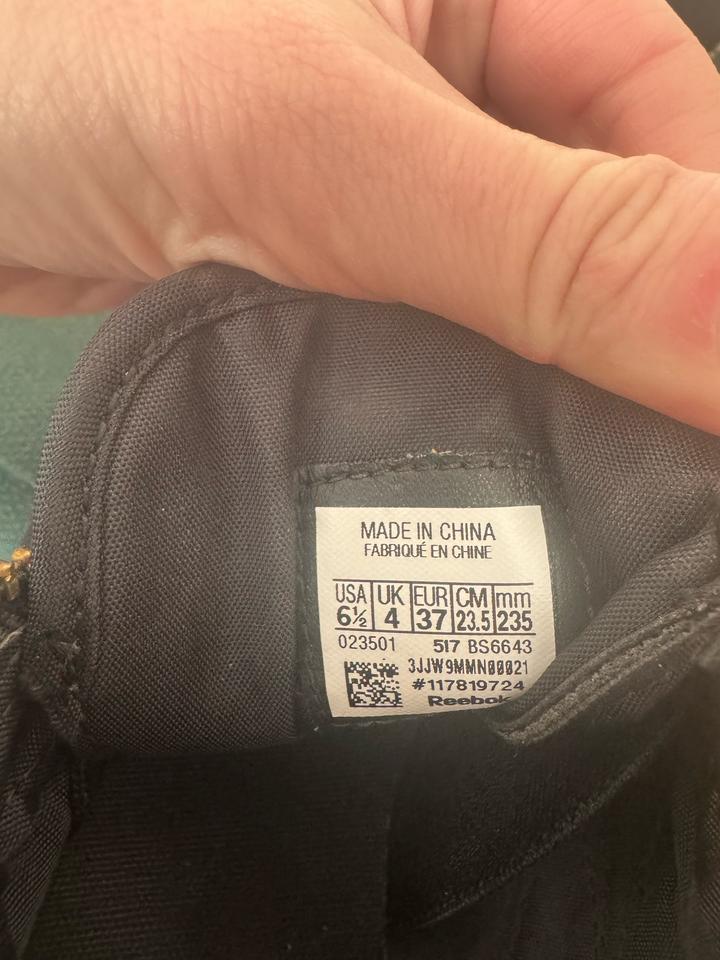 MADE IN CHINA
FABRIQUÉ EN CHINE
USA UK EUR CM mm
6½ 4 37 23.5 235
023501 517 BS6643
3JJW9MMN00021
#117819724
Reebok